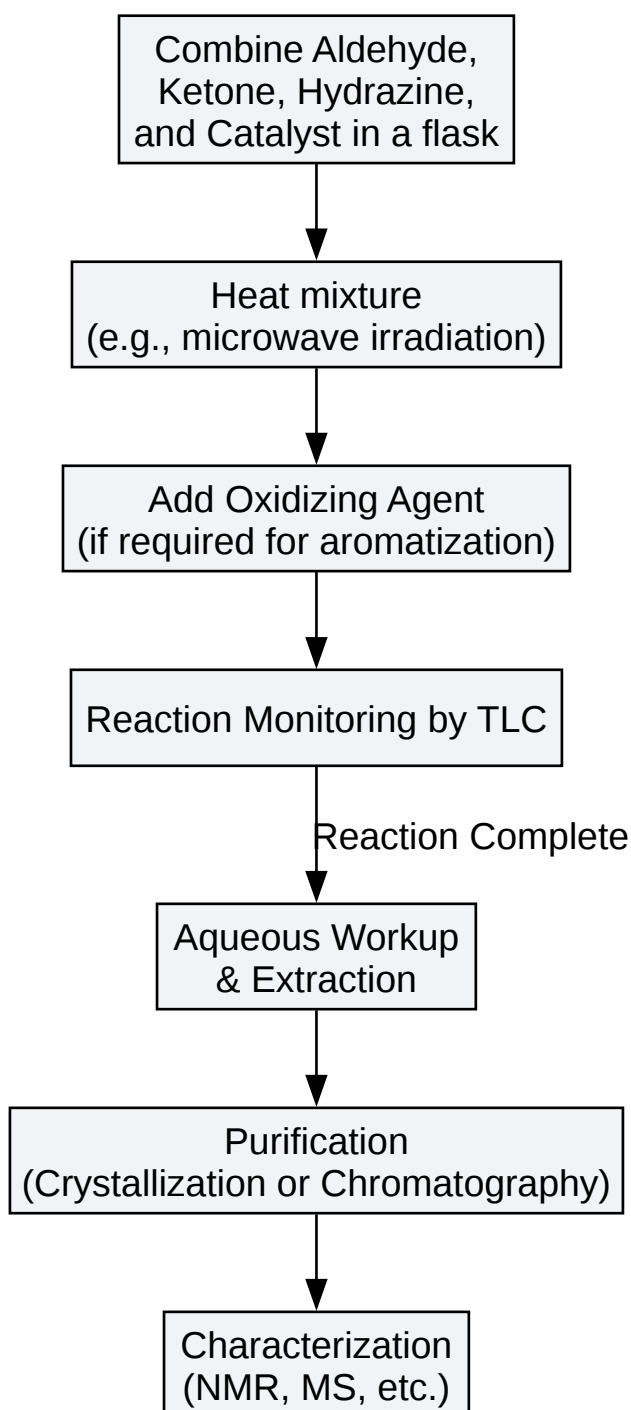 Combine Aldehyde,
Ketone, Hydrazine,
and Catalyst in a flask
Heat mixture
(e.g., microwave irradiation)
Add Oxidizing Agent
(if required for aromatization)
Reaction Monitoring by TLC
Reaction Complete
Aqueous Workup
& Extraction
Purification
(Crystallization or Chromatography)
Characterization
(NMR, MS, etc.)